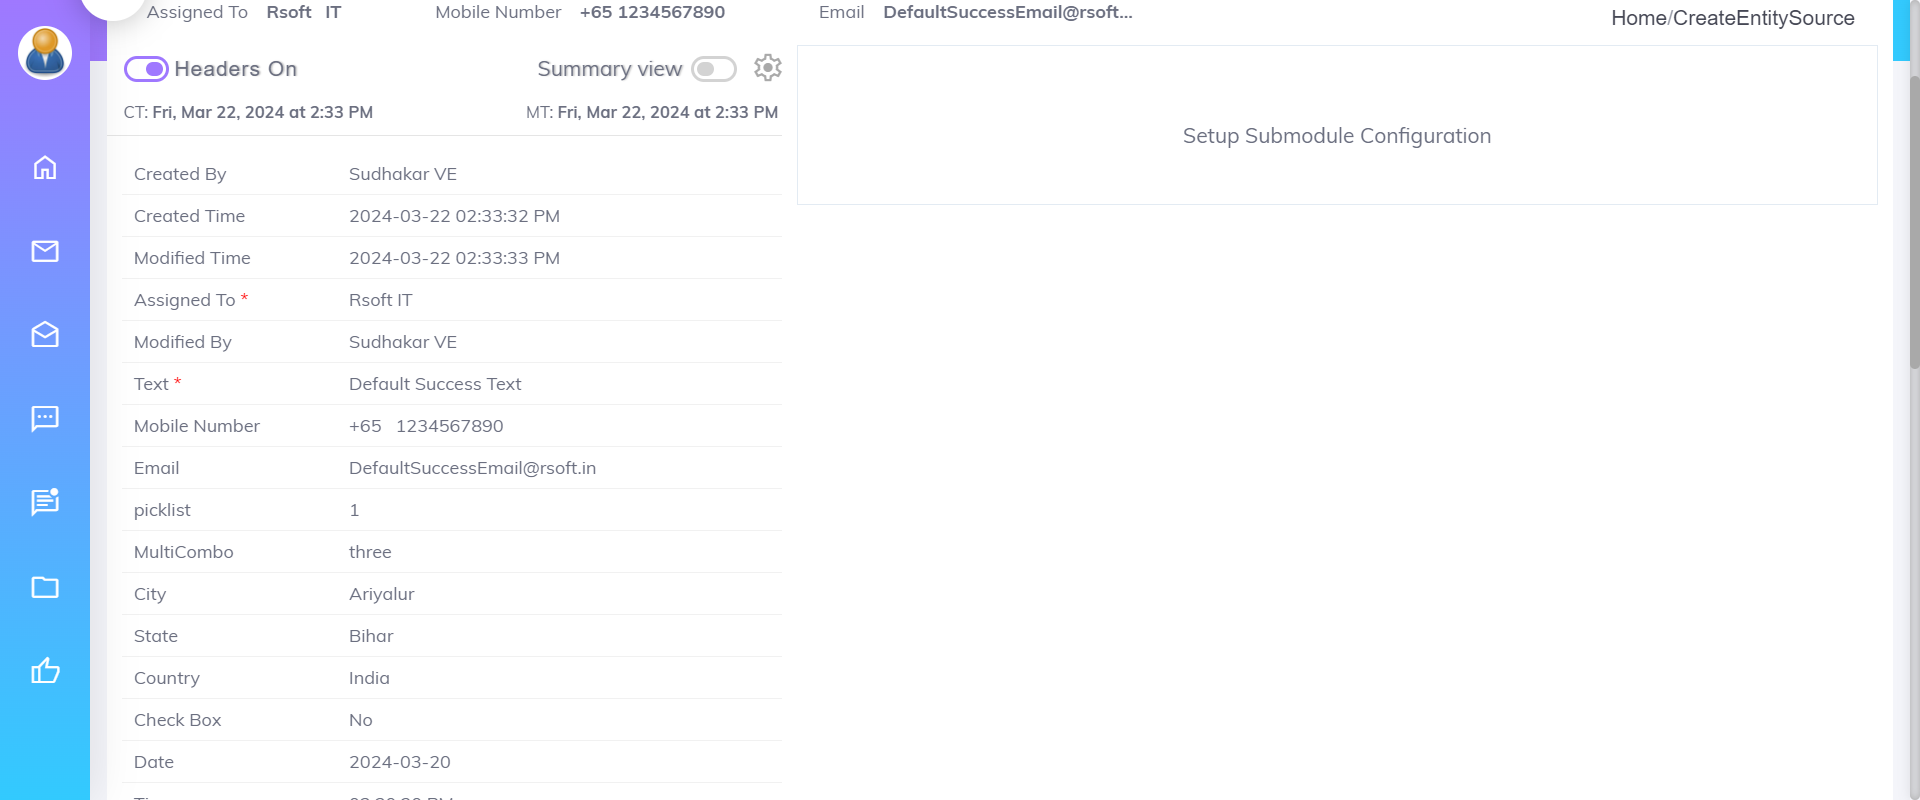 Assigned To Rsoft IT Mobile Number +65 1234567890 Email DefaultSuccessEmail@rsoft...
Home/CreateEntitySource
Headers On Summary view
CT: Fri, Mar 22, 2024 at 2:33 PM MT: Fri, Mar 22, 2024 at 2:33 PM
Setup Submodule Configuration
Created By Sudhakar VE
Created Time 2024-03-22 02:33:32 PM
Modified Time 2024-03-22 02:33:33 PM
Assigned To * Rsoft IT
Modified By Sudhakar VE
Text * Default Success Text
Mobile Number +65 1234567890
Email DefaultSuccessEmail@rsoft.in
picklist 1
MultiCombo three
City Ariyalur
State Bihar
Country India
Check Box No
Date 2024-03-20